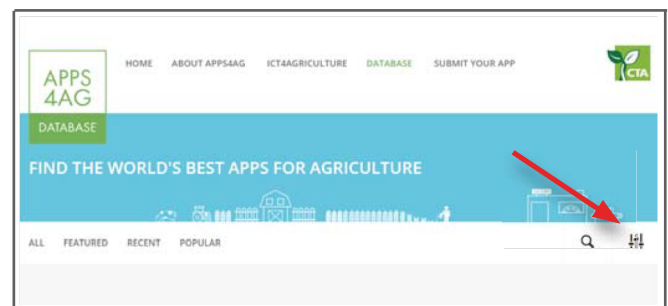 APPS
4AG
DATABASE
HOME ABOUT APPS4AG ICT4AGRICULTURE DATABASE SUBMIT YOUR APP
CTA
FIND THE WORLD'S BEST APPS FOR AGRICULTURE
ALL FEATURED RECENT POPULAR